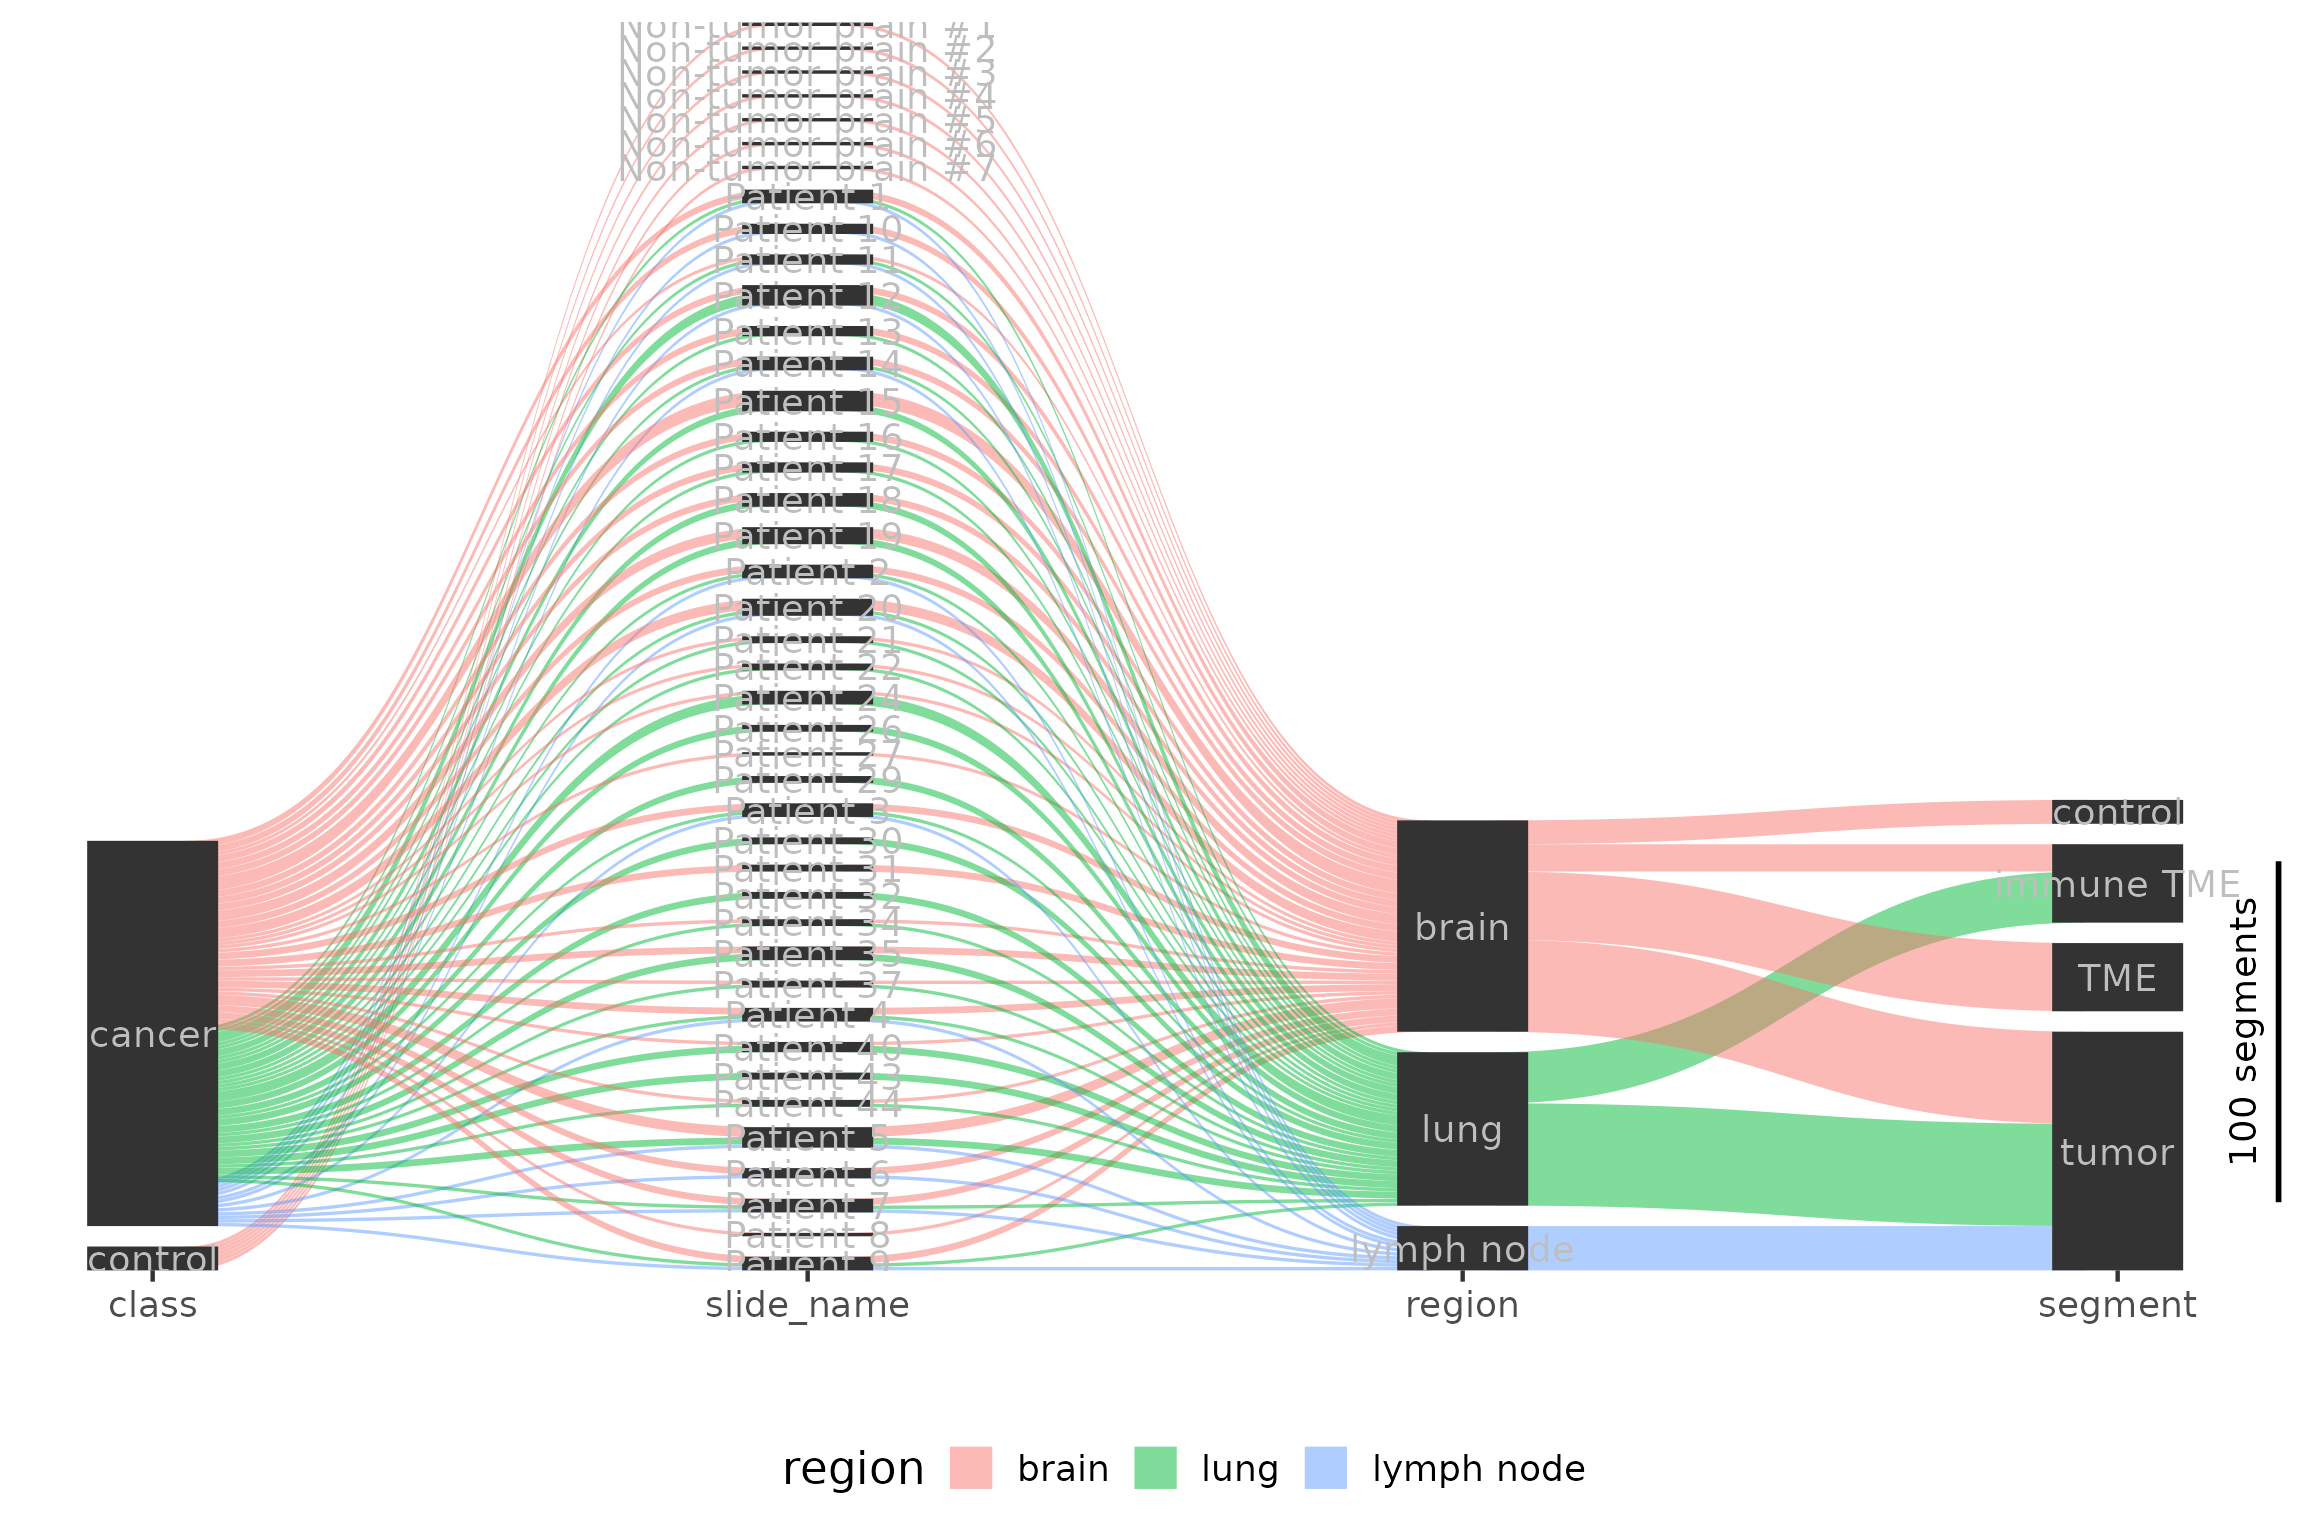 Non-tumor brain #1
Non-tumor brain #2
Non-tumor brain #3
Non-tumor brain #4
Non-tumor brain #5
Non-tumor brain #6
Non-tumor brain #7
Patient 1
Patient 10
Patient 11
Patient 12
Patient 13
Patient 14
Patient 15
Patient 16
Patient 17
Patient 18
Patient 19
Patient 2
Patient 20
Patient 21
Patient 22
Patient 24
Patient 26
Patient 27
Patient 29
Patient 3
Patient 30
Patient 31
Patient 32
Patient 34
Patient 35
Patient 37
Patient 4
Patient 40
Patient 43
Patient 44
Patient 5
Patient 6
Patient 7
Patient 8
Patient 9
cancer
control
brain
lung
lymph node
control
immune TME
TME
tumor
100 segments
class
slide_name
region
segment
region
brain
lung
lymph node